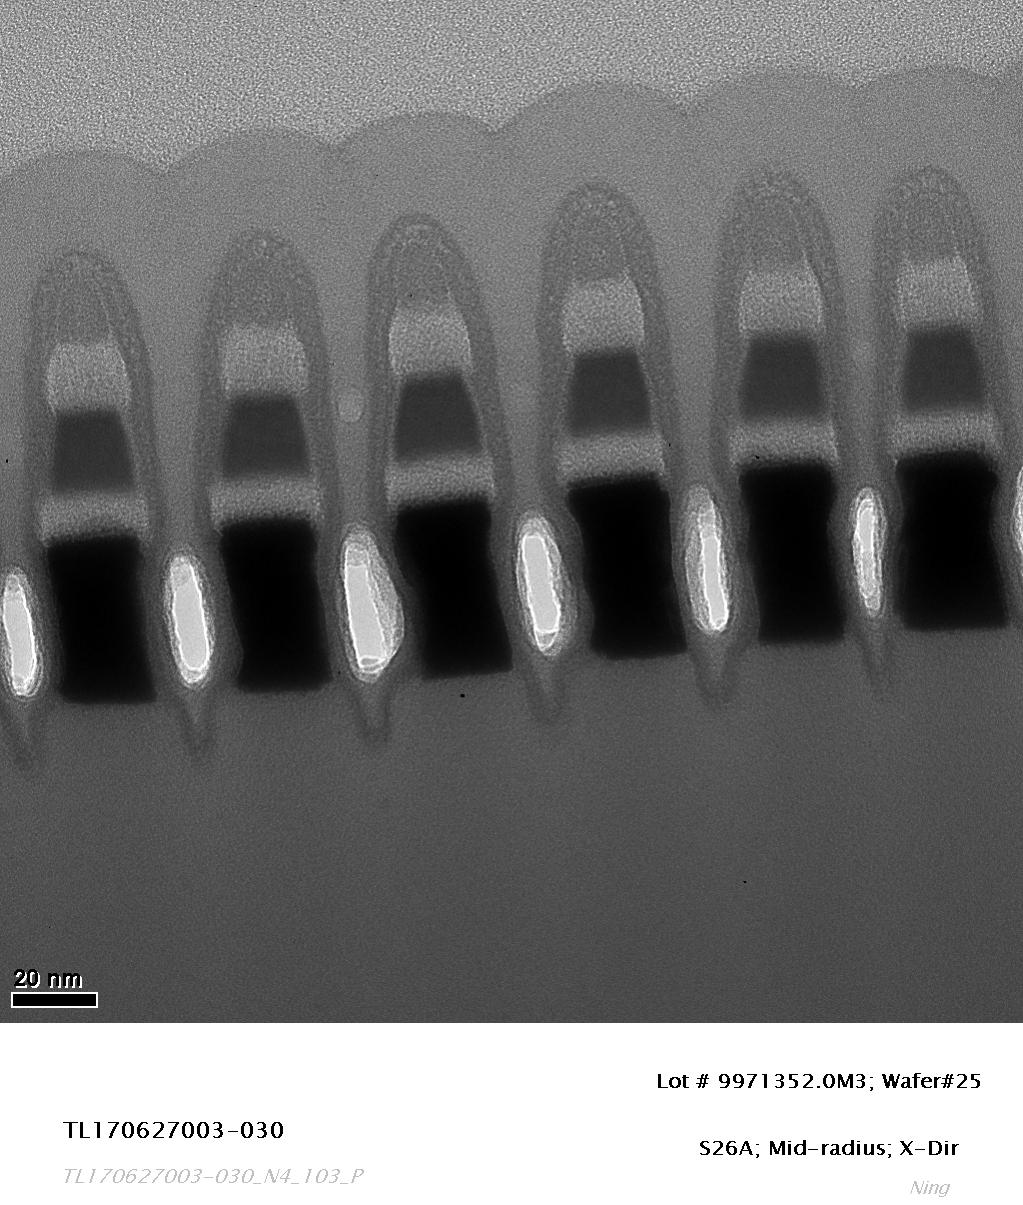 20 nm
Lot # 9971352.0M3; Wafer#25
TL170627003-030
S26A; Mid-radius; X-Dir
TL170627003-030_N4_103_P
Ning